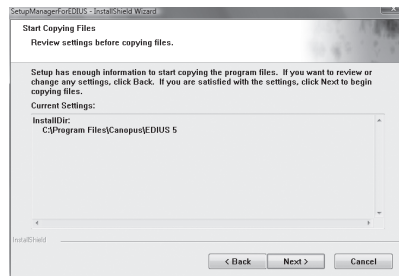 SetupManagerForEDIUS - InstallShield Wizard
Start Copying Files
Review settings before copying files.
Setup has enough information to start copying the program files. If you want to review or
change any settings, click Back. If you are satisfied with the settings, click Next to begin
copying files.
Current Settings:
InstallDir:
C:\Program Files\Canopus\EDIUS 5
InstallShield
< Back Next > Cancel